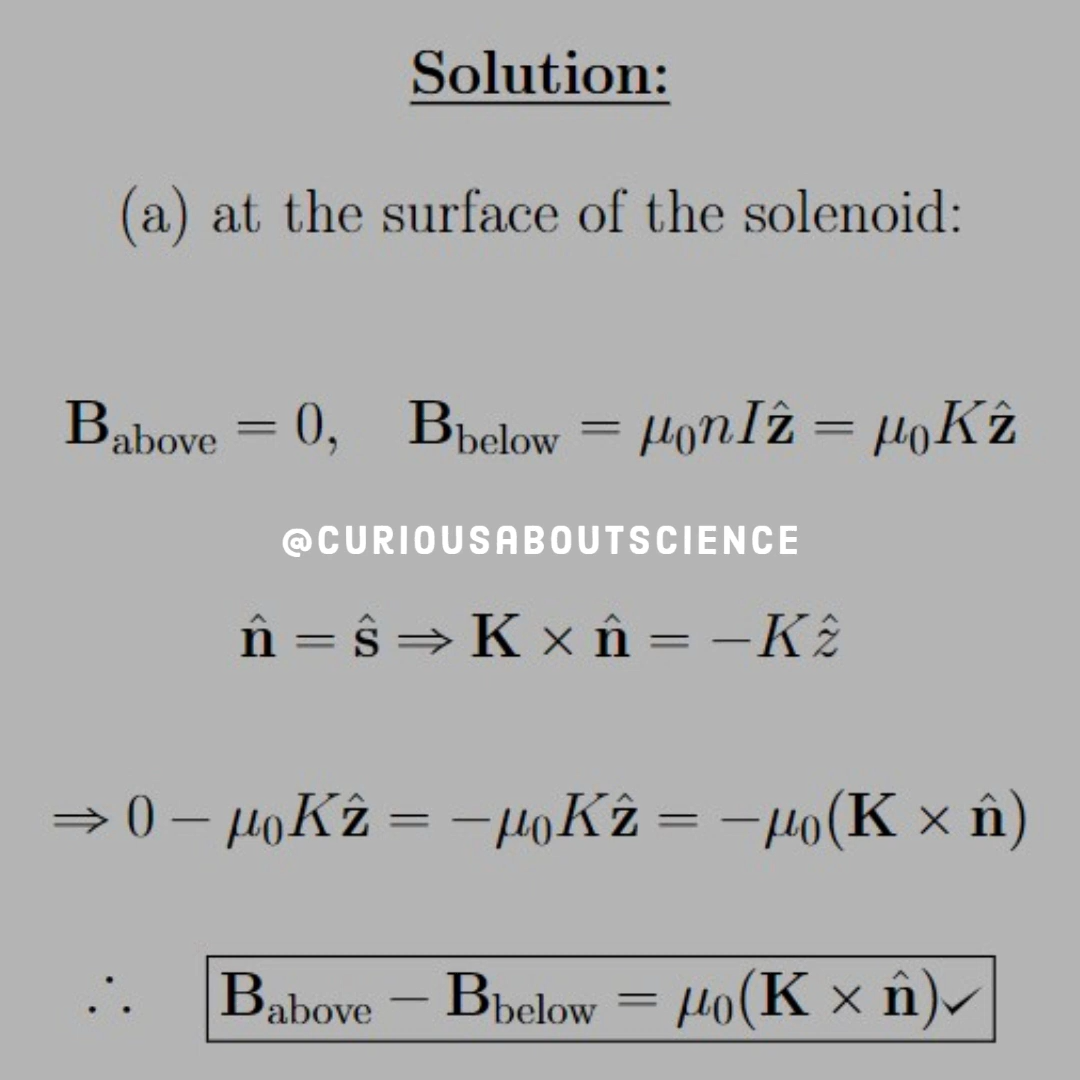 Solution:
(a) at the surface of the solenoid:
B_above = 0, B_below = μ₀nIẑ = μ₀Kẑ
@CURIOUSABOUTSCIENCE
n̂ = ŝ ⇒ K × n̂ = −Kẑ
⇒ 0 − μ₀Kẑ = −μ₀Kẑ = −μ₀(K × n̂)
∴ B_above − B_below = μ₀(K × n̂)✓